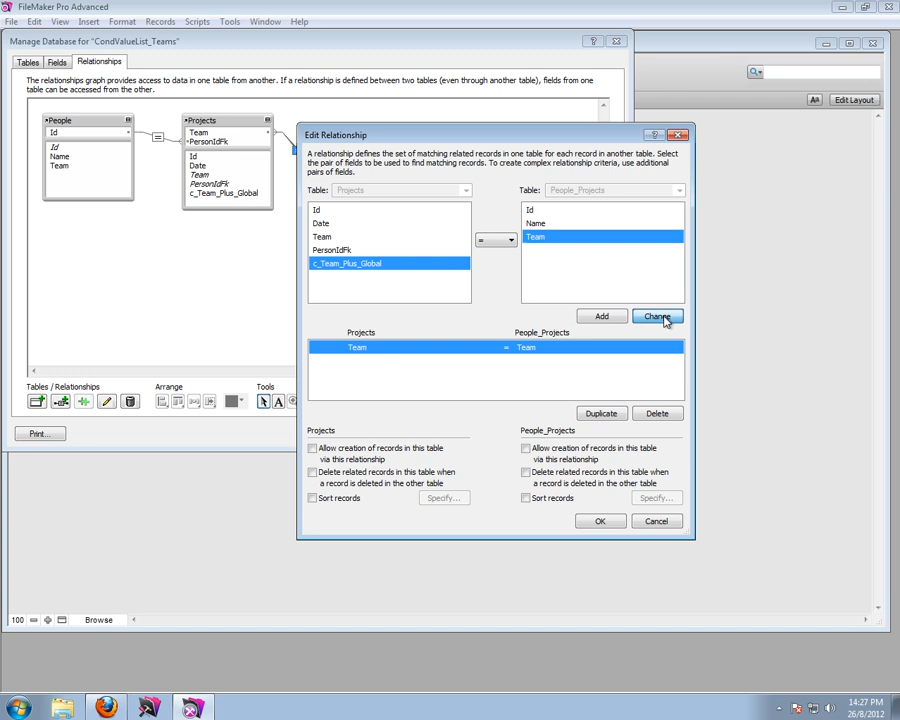 FileMaker Pro Advanced
File Edit View Insert Format Records Scripts Tools Window Help
Manage Database for "CondValueList_Teams"
Tables Fields Relationships
The relationships graph provides access to data in one table from another. If a relationship is defined between two tables (even through another table), fields from one
table can be accessed from the other.
People
Id
Id
Name
Team
Projects
Team
PersonIdFk
Id
Date
Team
PersonIdFk
c_Team_Plus_Global
Tables / Relationships Arrange Tools
A
Print...
Aa Edit Layout
Edit Relationship
A relationship defines the set of matching related records in one table for each record in another table. Select
the pair of fields to be used to find matching records. To create complex relationship criteria, use additional
pairs of fields.
Table: Projects Table: People_Projects
Id
Date
Team
PersonIdFk
c_Team_Plus_Global
=
Id
Name
Team
Add Change
Projects People_Projects
Team = Team
Duplicate Delete
Projects
Allow creation of records in this table
via this relationship
Delete related records in this table when
a record is deleted in the other table
Sort records Specify...
People_Projects
Allow creation of records in this table
via this relationship
Delete related records in this table when
a record is deleted in the other table
Sort records Specify...
OK Cancel
100 Browse
14:27
26/8/2012